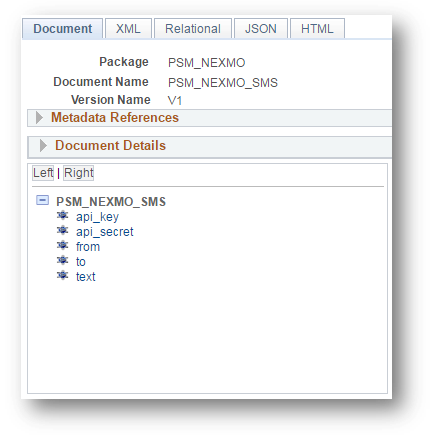 Document XML Relational JSON HTML
Package PSM_NEXMO
Document Name PSM_NEXMO_SMS
Version Name V1
Metadata References
Document Details
Left | Right
PSM_NEXMO_SMS
api_key
api_secret
from
to
text